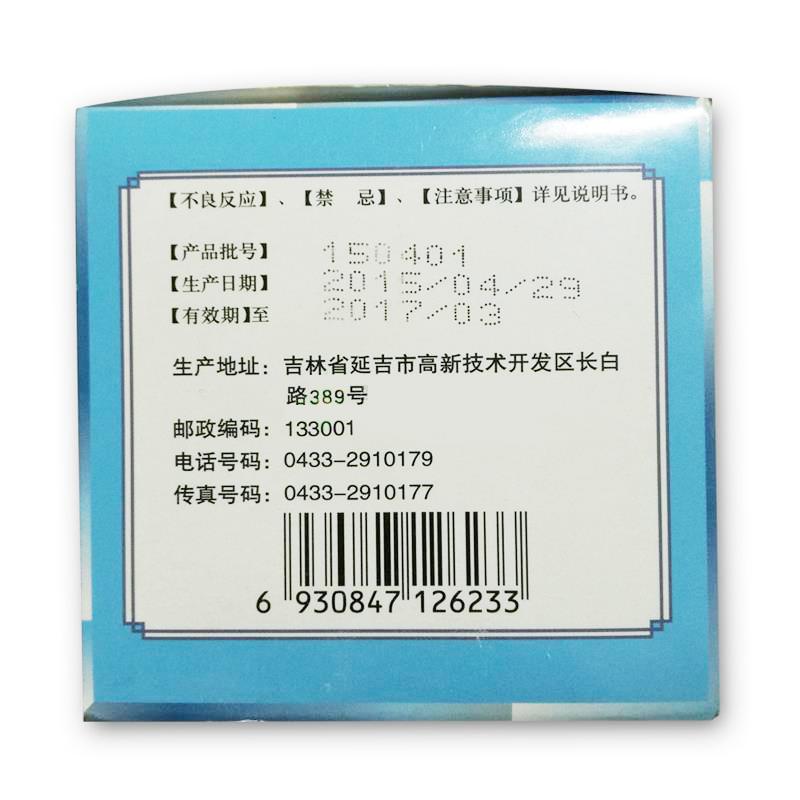 【不良反应】、【禁 忌】、【注意事项】详见说明书。
【产品批号】 150401
【生产日期】 2015/04/29
【有效期】至 2017/03
生产地址：吉林省延吉市高新技术开发区长白
路389号
邮政编码：133001
电话号码：0433-2910179
传真号码：0433-2910177
6 930847 126233